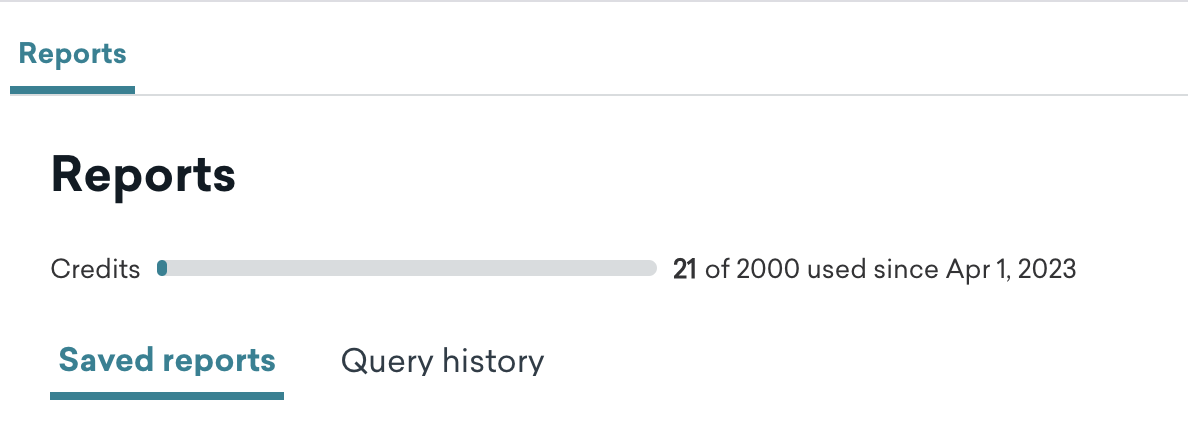 Reports
Reports
Credits 21 of 2000 used since Apr 1, 2023
Saved reports Query history